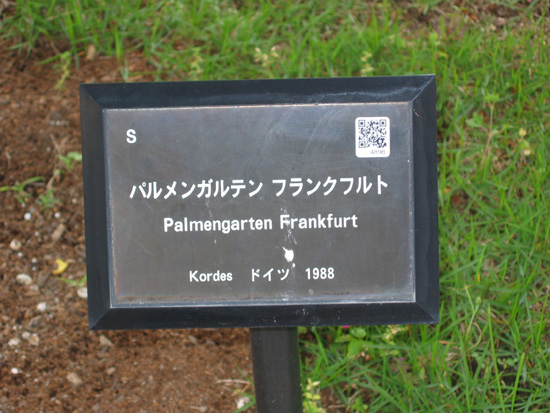 S
パルメンガルテン フランクフルト
Palmengarten Frankfurt
Kordes ドイツ 1988